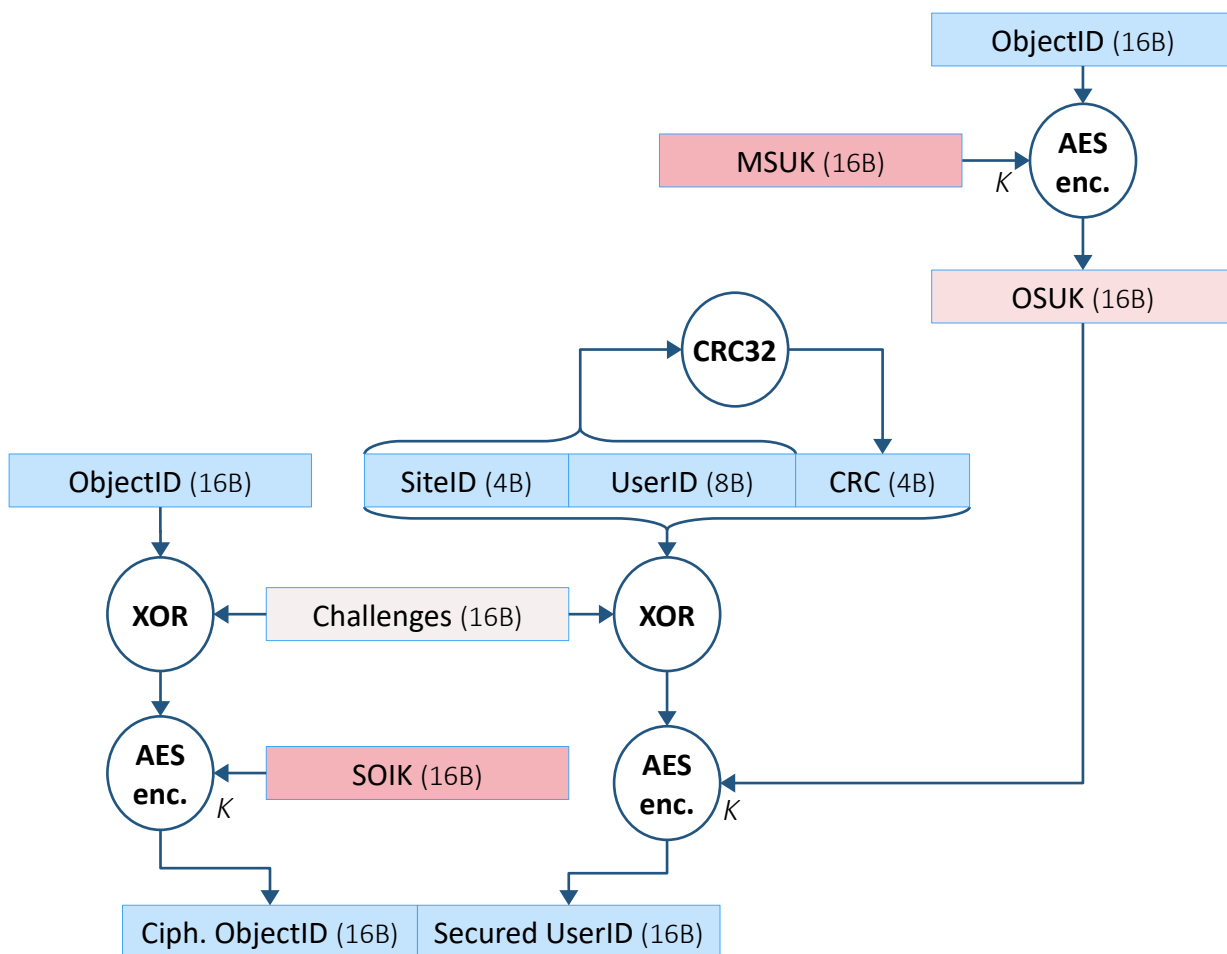 ObjectID (16B)
AES
enc.
MSUK (16B)
K
OSUK (16B)
CRC32
ObjectID (16B)
SiteID (4B)
UserID (8B)
CRC (4B)
XOR
Challenges (16B)
XOR
AES
enc.
SOIK (16B)
K
AES
enc.
K
Ciph. ObjectID (16B)
Secured UserID (16B)